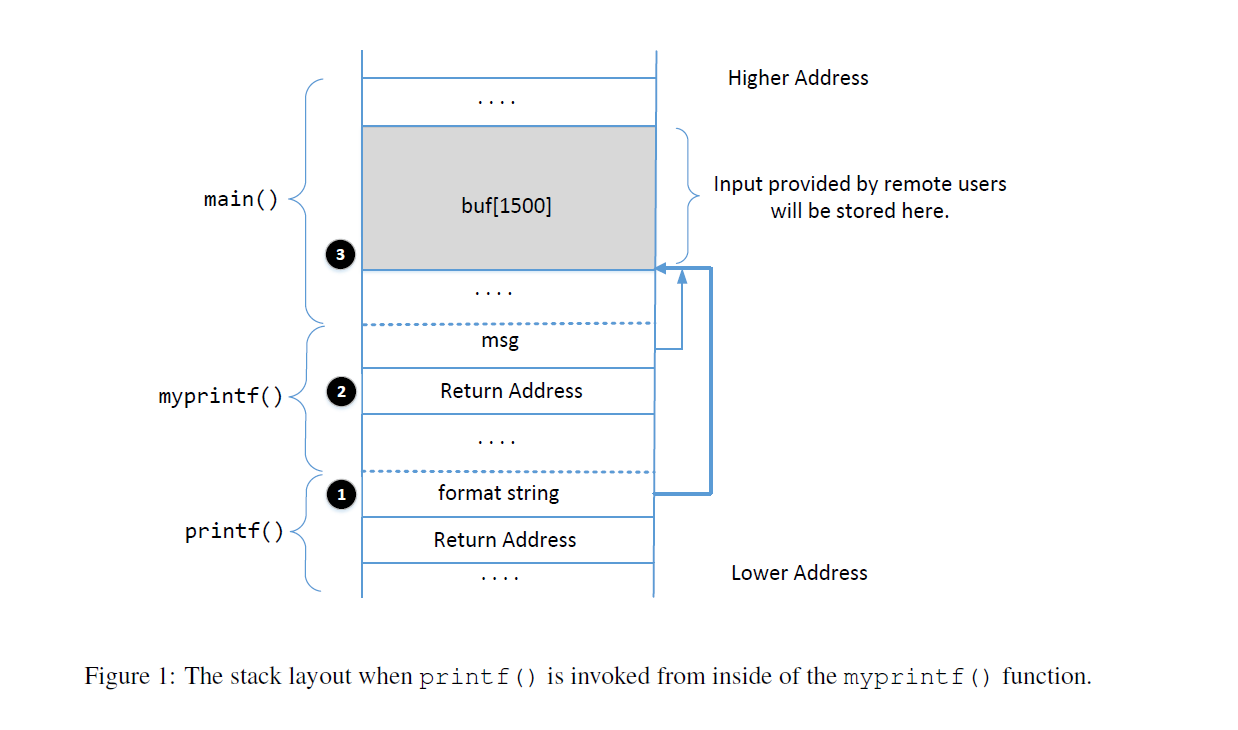 Higher Address
. . . .
main()
buf[1500]
Input provided by remote users
will be stored here.
3
. . . .
msg
myprintf()
2
Return Address
. . . .
1
format string
printf()
Return Address
. . . .
Lower Address
Figure 1: The stack layout when printf() is invoked from inside of the myprintf() function.